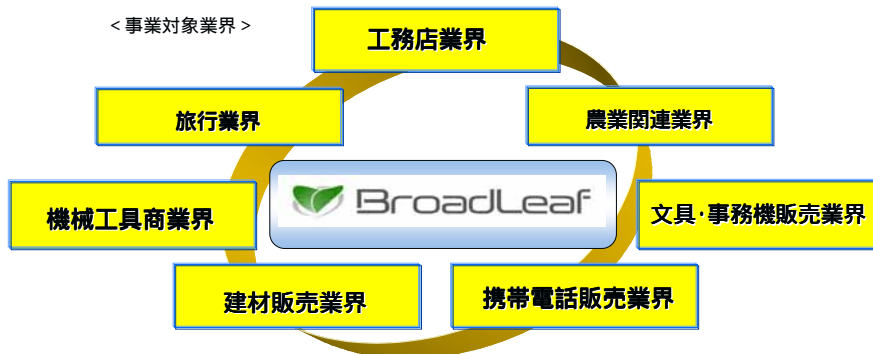 <事業対象業界>
工務店業界
旅行業界
農業関連業界
BroadLeaf
機械工具商業界
文具･事務機販売業界
建材販売業界
携帯電話販売業界